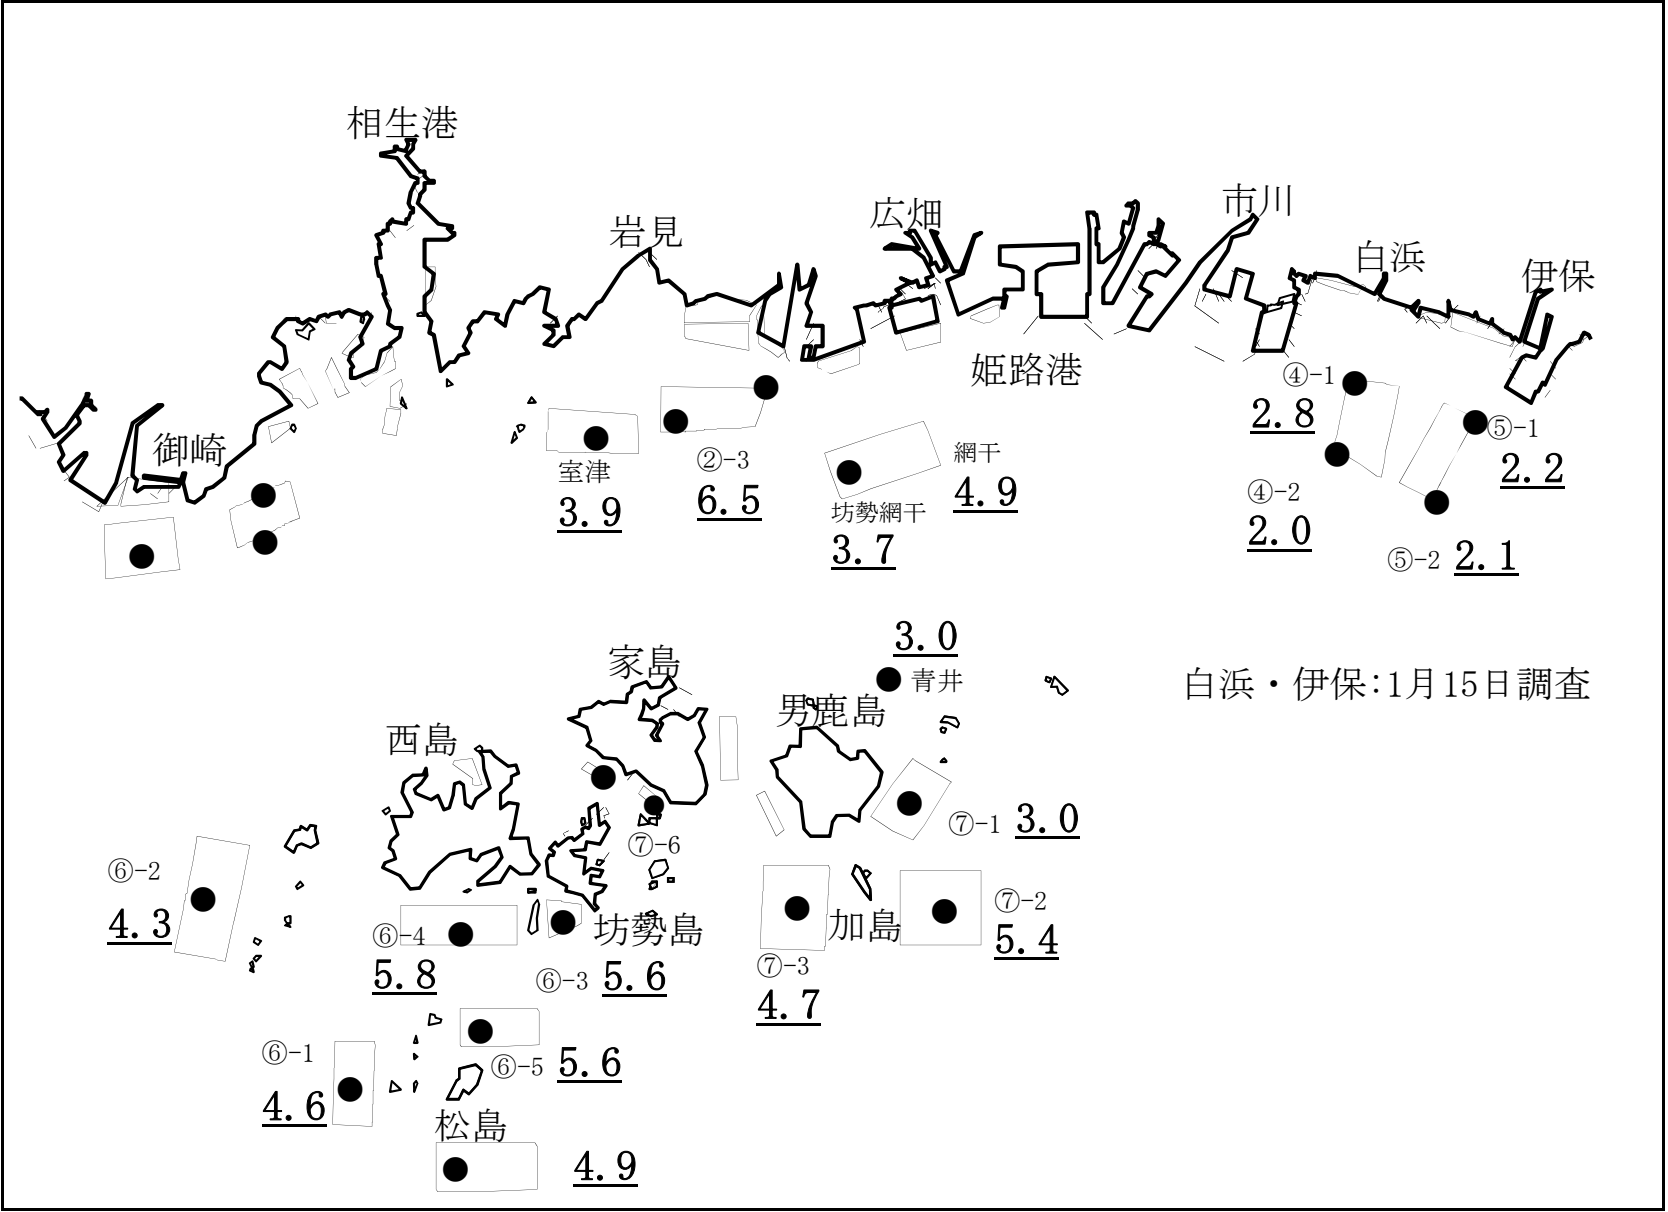 相生港
岩見
広畑
市川
白浜
伊保
姫路港
御崎
室津
3.9
②-3
6.5
坊勢網干
3.7
網干
4.9
④-1
2.8
④-2
2.0
⑤-1
2.2
⑤-2 2.1
3.0
青井
家島
男鹿島
西島
白浜・伊保:1月15日調査
⑦-6
⑦-1 3.0
⑥-2
4.3
⑥-4
5.8
坊勢島
⑥-3 5.6
加島
⑦-2
5.4
⑦-3
4.7
⑥-1
4.6
⑥-5 5.6
松島
4.9